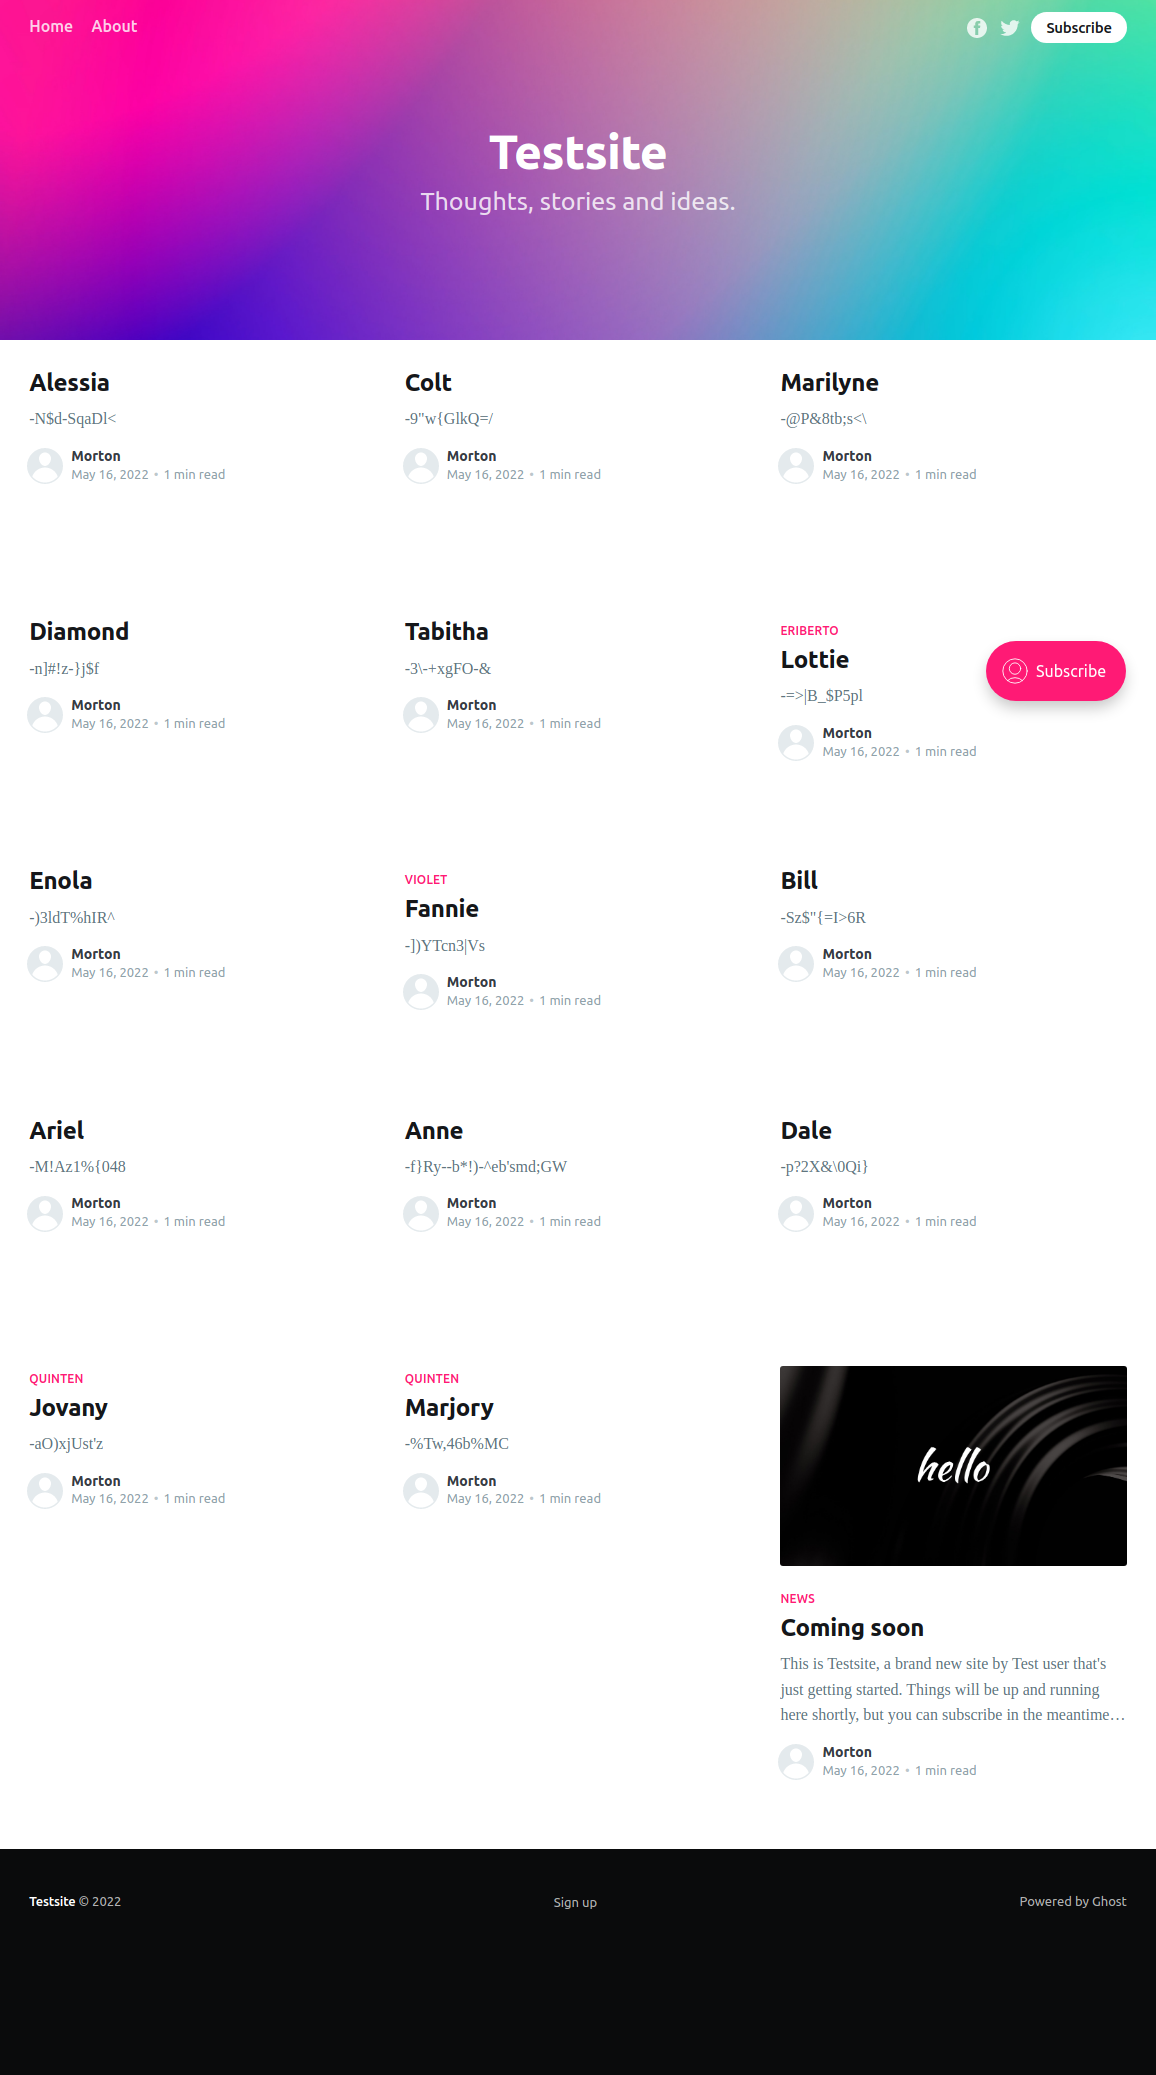 Home About
Subscribe
Testsite
Thoughts, stories and ideas.
Alessia
-N$d-SqaDl<
Morton
May 16, 2022 • 1 min read
Colt
-9"w{GlkQ=/
Morton
May 16, 2022 • 1 min read
Marilyne
-@P&8tb;s<\
Morton
May 16, 2022 • 1 min read
Diamond
-n]#!z-}j$f
Morton
May 16, 2022 • 1 min read
Tabitha
-3\-+xgFO-&
Morton
May 16, 2022 • 1 min read
ERIBERTO
Lottie
-=>|B_$P5pl
Morton
May 16, 2022 • 1 min read
Subscribe
Enola
-)3ldT%hIR^
Morton
May 16, 2022 • 1 min read
VIOLET
Fannie
-])YTcn3|Vs
Morton
May 16, 2022 • 1 min read
Bill
-Sz$"{=I>6R
Morton
May 16, 2022 • 1 min read
Ariel
-M!Az1%{048
Morton
May 16, 2022 • 1 min read
Anne
-f}Ry--b*!)-^eb'smd;GW
Morton
May 16, 2022 • 1 min read
Dale
-p?2X&\0Qi}
Morton
May 16, 2022 • 1 min read
QUINTEN
Jovany
-aO)xjUst'z
Morton
May 16, 2022 • 1 min read
QUINTEN
Marjory
-%Tw,46b%MC
Morton
May 16, 2022 • 1 min read
hello
NEWS
Coming soon
This is Testsite, a brand new site by Test user that's
just getting started. Things will be up and running
here shortly, but you can subscribe in the meantime…
Morton
May 16, 2022 • 1 min read
Testsite © 2022
Sign up
Powered by Ghost